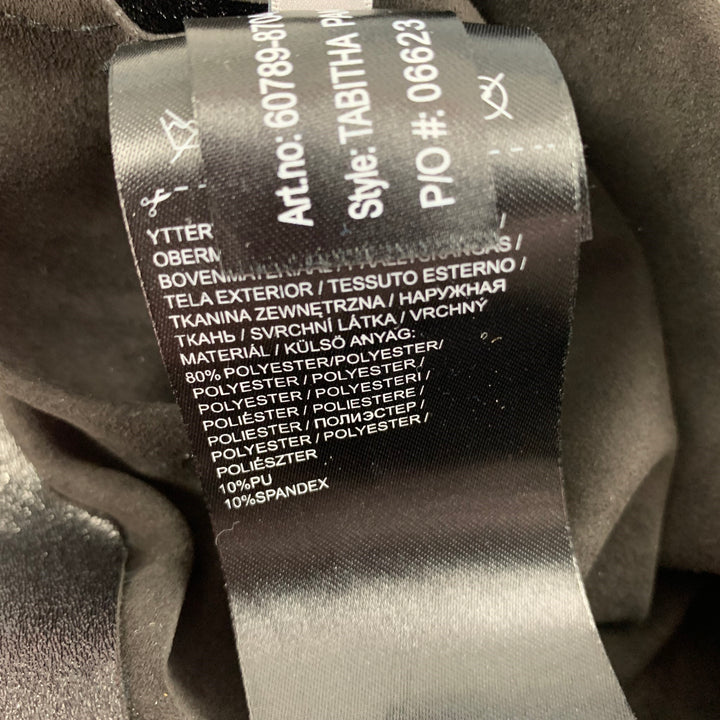 Art.no: 60789-870
Style: TABITHA PA
P/O #: 06623
YTTER
OBERM
BOVENMATERIAAL
TELA EXTERIOR / TESSUTO ESTERNO /
TKANINA ZEWNĘTRZNA / НАРУЖНАЯ
ТКАНЬ / SVRCHNÍ LÁTKA / VRCHNÝ
MATERIÁL / KÜLSÖ ANYAG:
80% POLYESTER/POLYESTER/
POLYESTER / POLYESTER /
POLYESTER / POLYESTERI /
POLIÉSTER / POLIESTERE /
POLIESTER / ПОЛИЭСТЕР /
POLYESTER / POLYESTER /
POLIÉSZTER
10%PU
10%SPANDEX